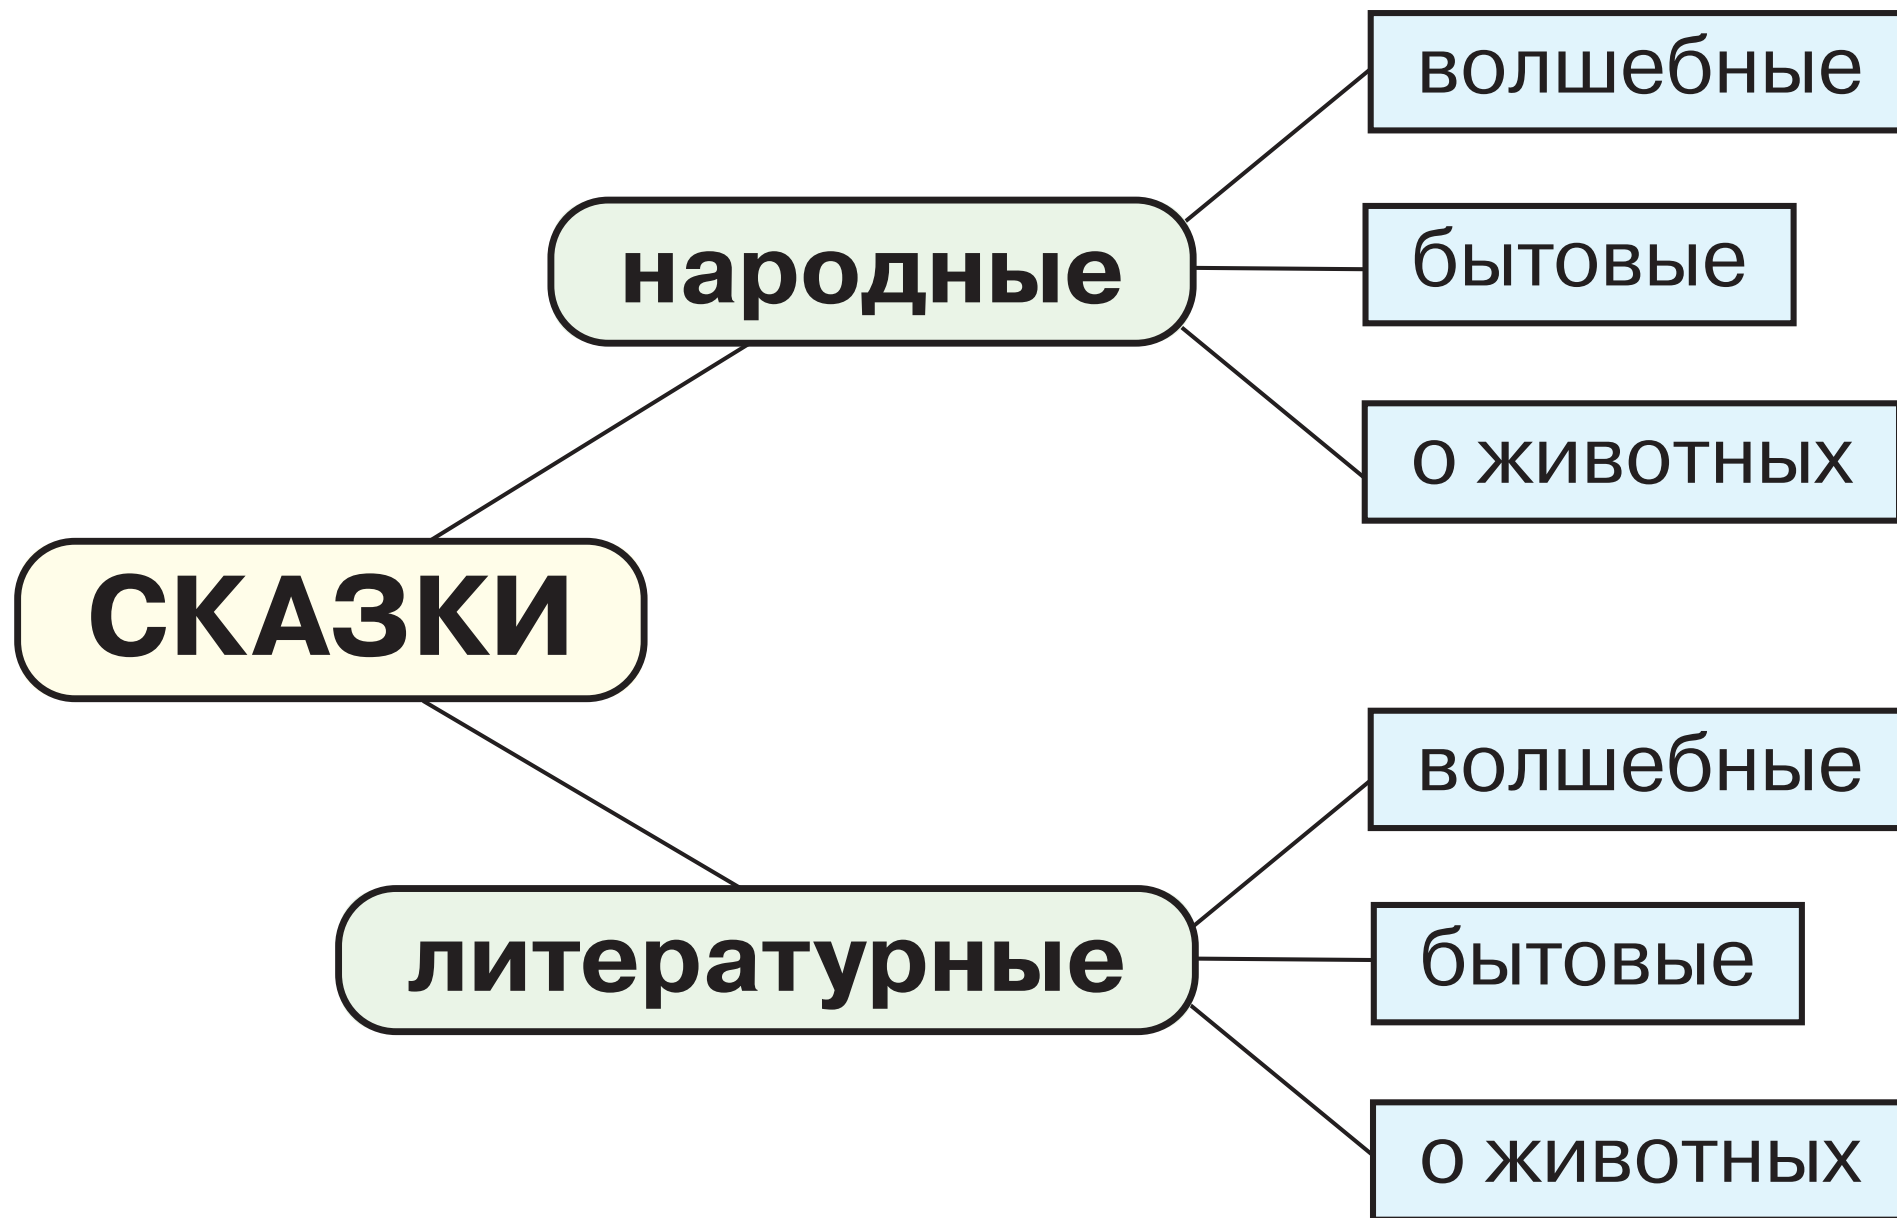 СКАЗКИ
народные
волшебные
бытовые
о животных
литературные
волшебные
бытовые
о животных